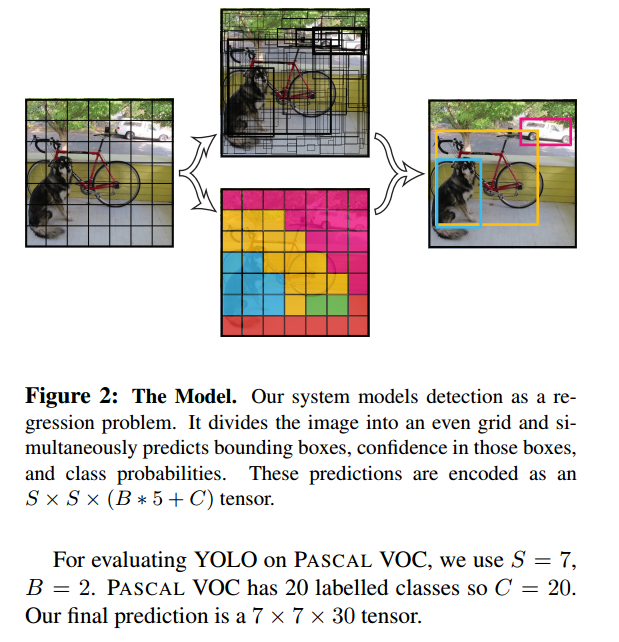 Figure 2: The Model. Our system models detection as a re-
gression problem. It divides the image into an even grid and si-
multaneously predicts bounding boxes, confidence in those boxes,
and class probabilities. These predictions are encoded as an
S × S × (B ∗ 5 + C) tensor.
For evaluating YOLO on PASCAL VOC, we use S = 7,
B = 2. PASCAL VOC has 20 labelled classes so C = 20.
Our final prediction is a 7 × 7 × 30 tensor.